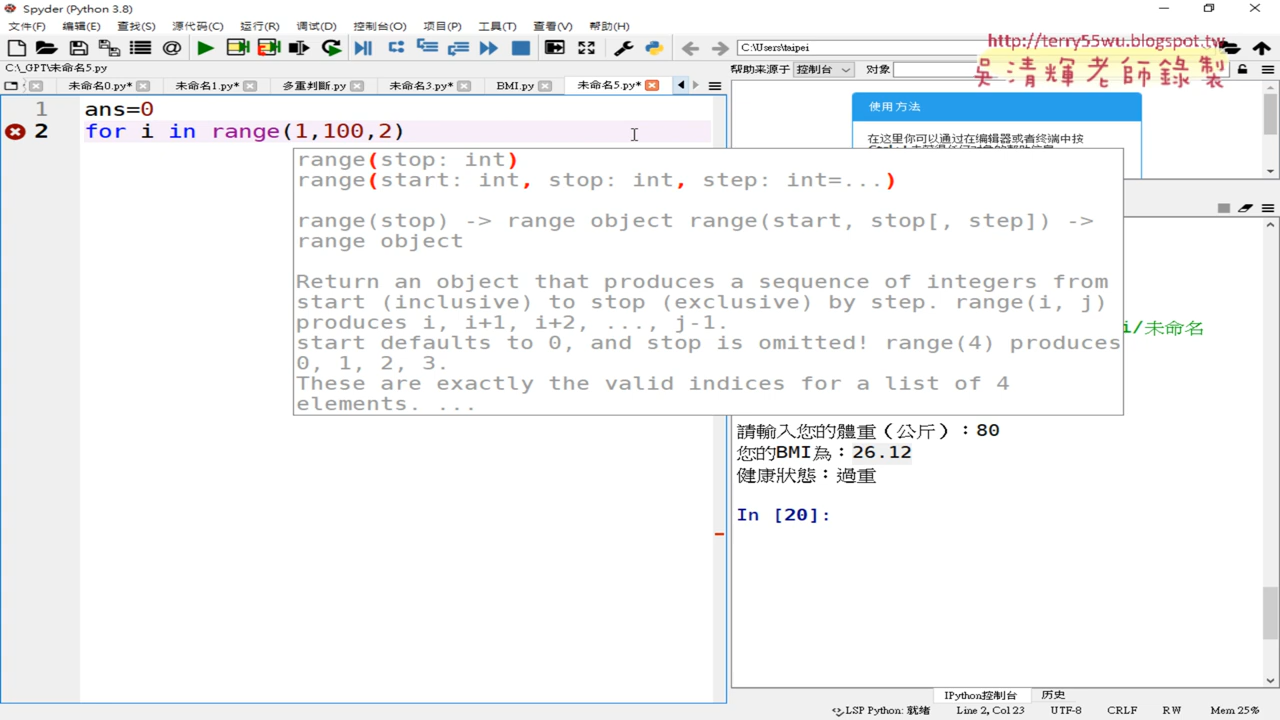 Spyder (Python 3.8)
文件(F) 编辑(E) 查找(S) 源代码(C) 运行(R) 调试(D) 控制台(O) 项目(P) 工具(T) 查看(V) 帮助(H)
C:\Users\taipei
http://terry55wu.blogspot.tw
吳清輝老師錄製
C:\_GPT\未命名5.py
帮助来源于 控制台 对象
未命名0.py* 未命名1.py* 多重判斷.py 未命名3.py* BMI.py 未命名5.py*
1 ans=0
2 for i in range(1,100,2)
range(stop: int)
range(start: int, stop: int, step: int=...)
range(stop) -> range object range(start, stop[, step]) ->
range object
Return an object that produces a sequence of integers from
start (inclusive) to stop (exclusive) by step. range(i, j)
produces i, i+1, i+2, ..., j-1.
start defaults to 0, and stop is omitted! range(4) produces
0, 1, 2, 3.
These are exactly the valid indices for a list of 4
elements. ...
使用方法
在这里你可以通过在编辑器或者终端中按
i/未命名
請輸入您的體重（公斤）：80
您的BMI為：26.12
健康狀態：過重
In [20]:
IPython控制台 历史
LSP Python: 就绪 Line 2, Col 23 UTF-8 CRLF RW Mem 25%